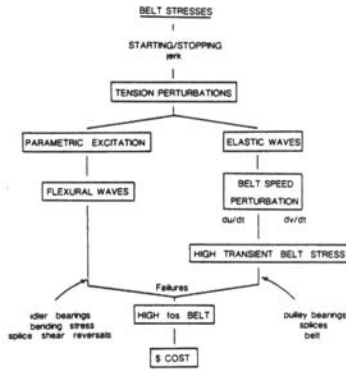 BELT STRESSES
STARTING/STOPPING
jerk
TENSION PERTURBATIONS
PARAMETRIC EXCITATION
ELASTIC WAVES
FLEXURAL WAVES
BELT SPEED
PERTURBATION
du/dt
dv/dt
HIGH TRANSIENT BELT STRESS
Failures
idler bearings
bending stress
splice shear reversals
HIGH fos BELT
pulley bearings
splices
belt
$ COST